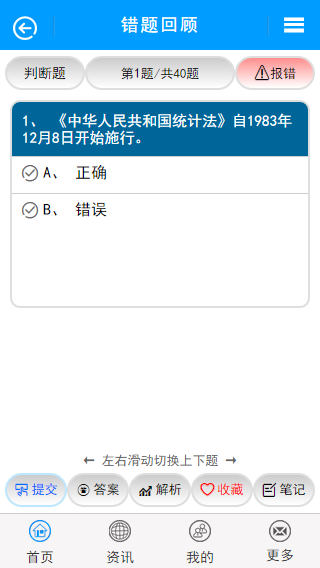 错题回顾
判断题 第1题/共40题 报错
1、 《中华人民共和国统计法》自1983年
12月8日开始施行。
A、 正确
B、 错误
← 左右滑动切换上下题 →
提交 答案 解析 收藏 笔记
首页 资讯 我的 更多